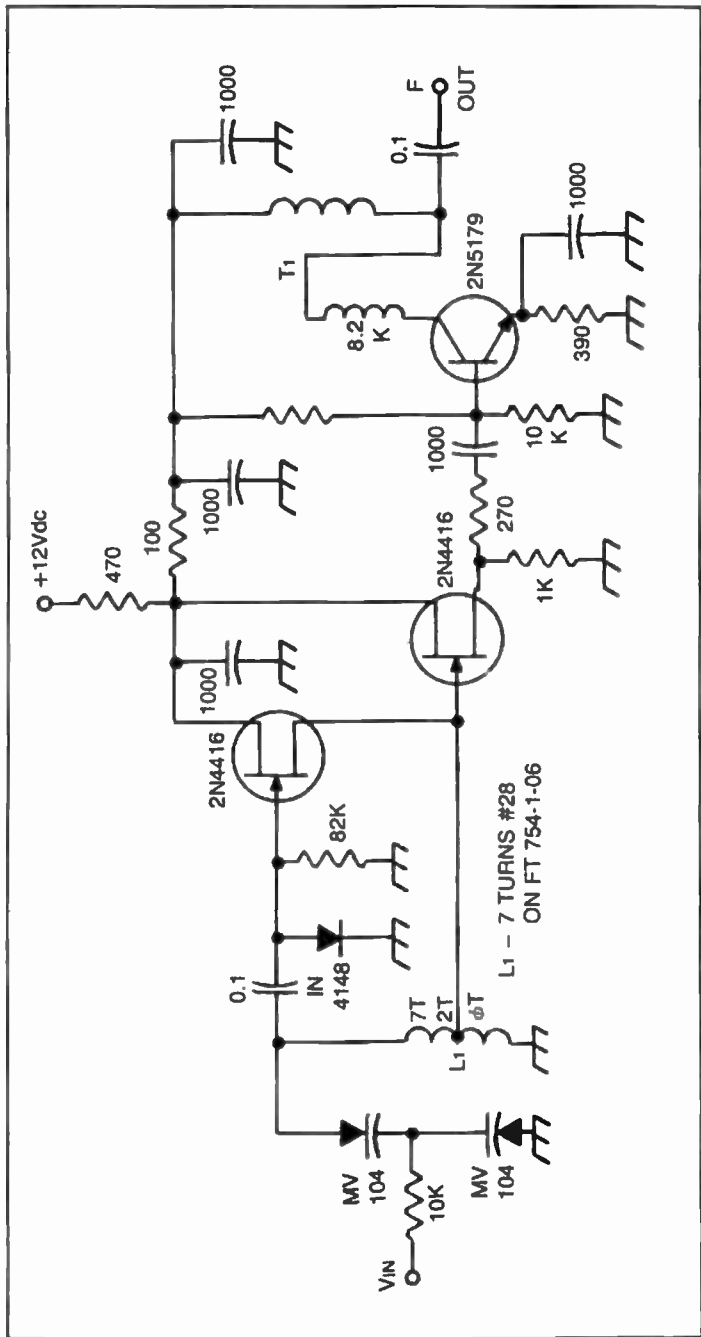 +12Vdc
470
1000
100
1000
1000
2N4416
0.1
IN
4148
82K
2N4416
270
1000
1K
10
K
8.2
K
T1
2N5179
390
1000
0.1
F
OUT
MV
104
MV
104
10K
VIN
7T
2T
ϕT
L1
L1 – 7 TURNS #28
ON FT 754-1-06